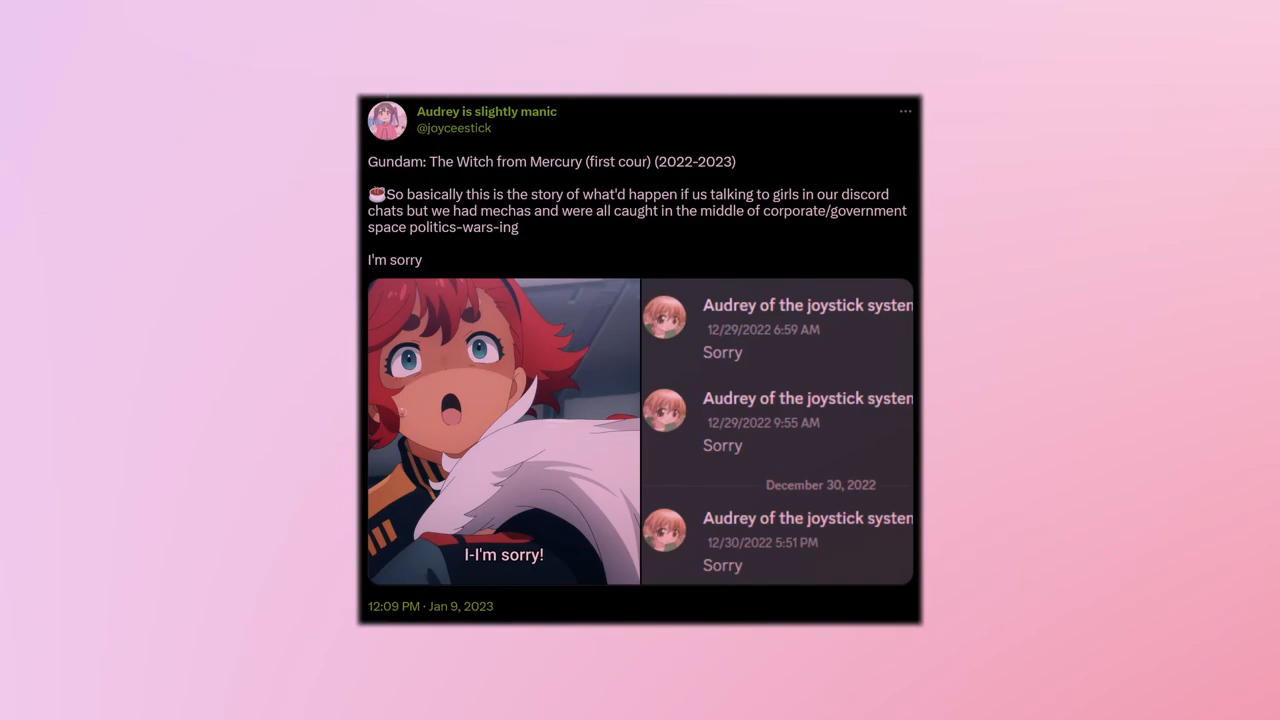 Audrey is slightly manic
@joyceestick
Gundam: The Witch from Mercury (first cour) (2022-2023)
☕So basically this is the story of what'd happen if us talking to girls in our discord
chats but we had mechas and were all caught in the middle of corporate/government
space politics-wars-ing
I'm sorry
I-I'm sorry!
Audrey of the joystick system
12/29/2022 6:59 AM
Sorry
Audrey of the joystick system
12/29/2022 9:55 AM
Sorry
December 30, 2022
Audrey of the joystick system
12/30/2022 5:51 PM
Sorry
12:09 PM · Jan 9, 2023